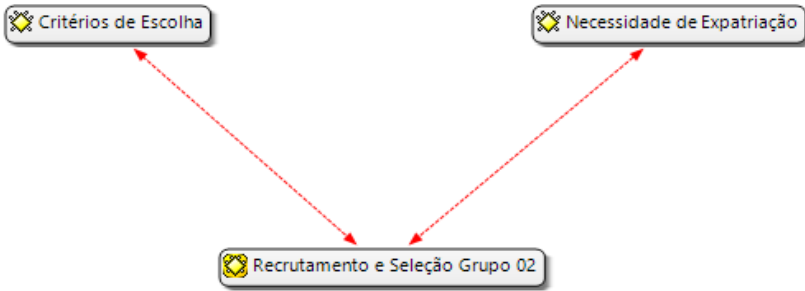 Critérios de Escolha
Necessidade de Expatriação
Recrutamento e Seleção Grupo 02